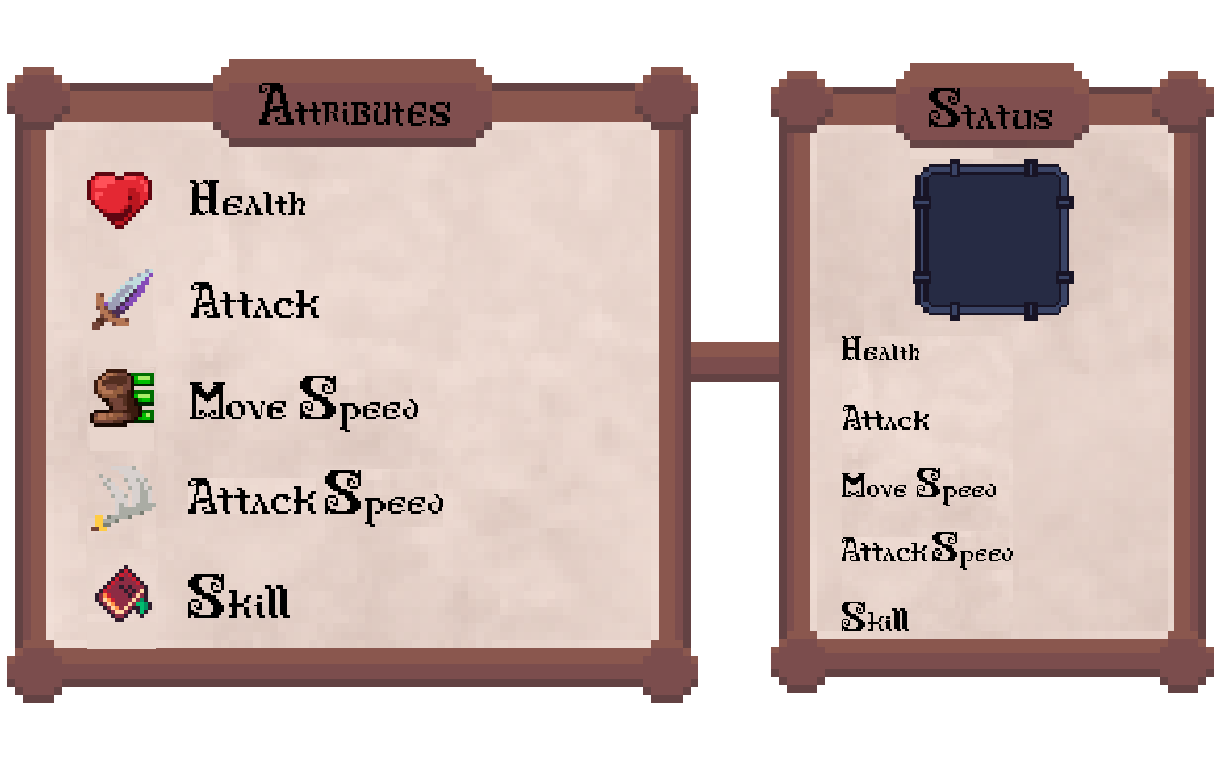 Attributes
Health
Attack
Move Speed
Attack Speed
Skill
Status
Health
Attack
Move Speed
Attack Speed
Skill